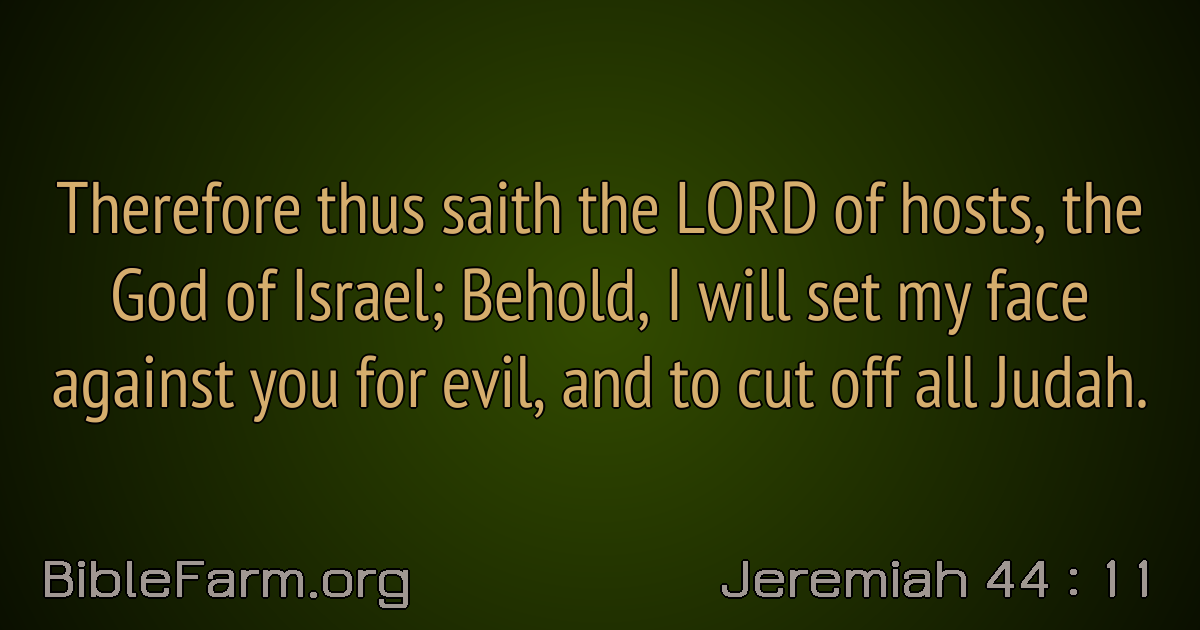 Therefore thus saith the LORD of hosts, the
God of Israel; Behold, I will set my face
against you for evil, and to cut off all Judah.
BibleFarm.org
Jeremiah 44 : 11